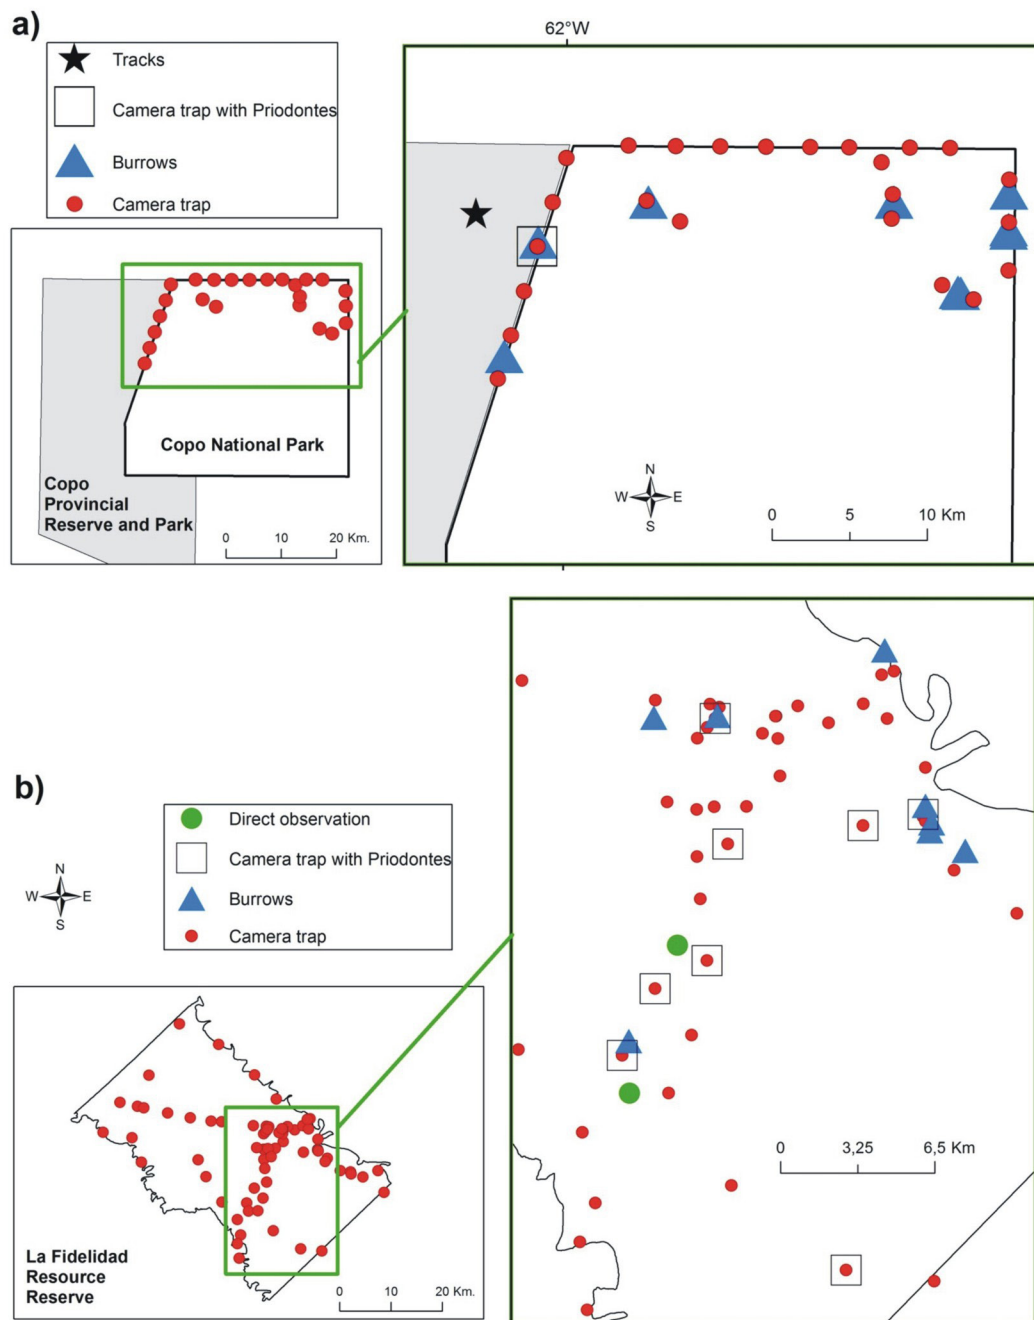 a)
62°W
Tracks
Camera trap with Priodontes
Burrows
Camera trap
Copo National Park
Copo
Provincial
Reserve and Park
0 10 20 Km.
N
W E
S
0 5 10 Km
b)
Direct observation
Camera trap with Priodontes
Burrows
Camera trap
N
W E
S
La Fidelidad
Resource
Reserve
0 10 20 Km.
0 3,25 6,5 Km